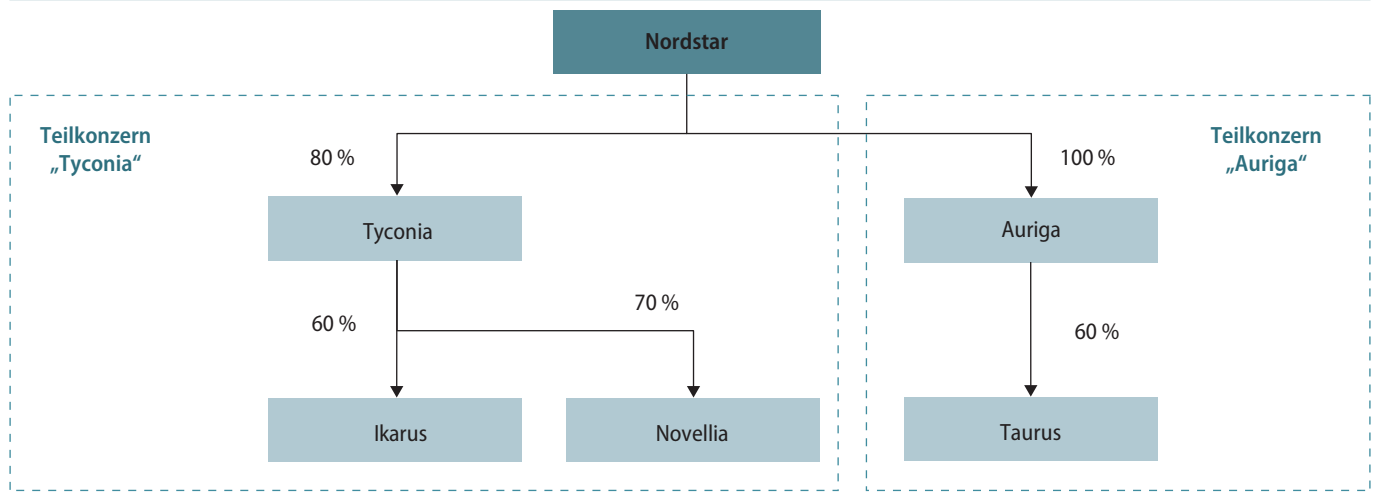 Nordstar
Teilkonzern
„Tyconia“
80 %
100 %
Teilkonzern
„Auriga“
Tyconia
Auriga
60 %
70 %
60 %
Ikarus
Novellia
Taurus